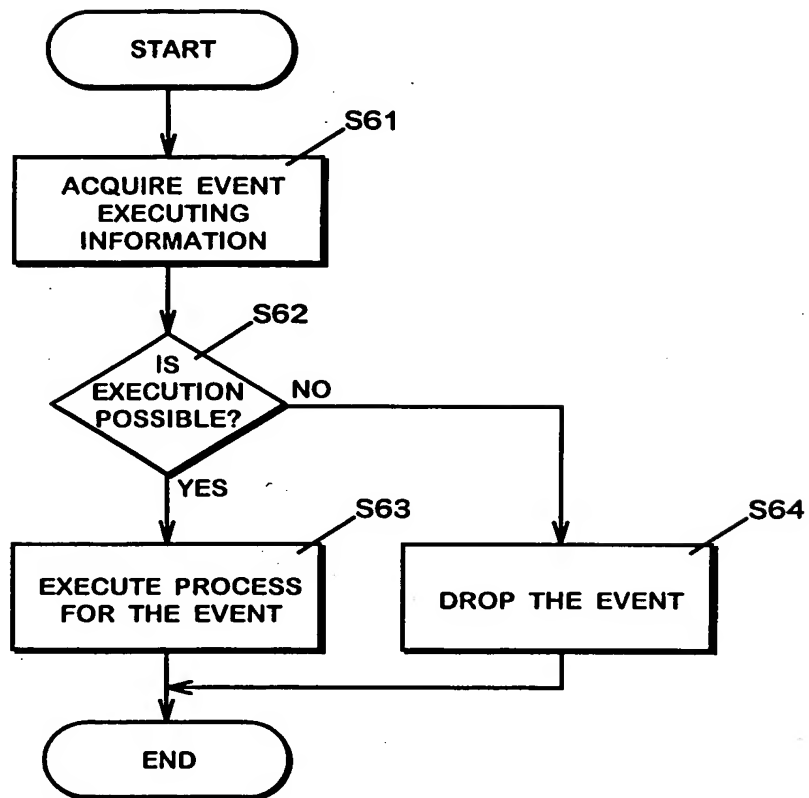 START
S61
ACQUIRE EVENT
EXECUTING
INFORMATION
S62
IS
EXECUTION
POSSIBLE?
NO
YES
S63
EXECUTE PROCESS
FOR THE EVENT
S64
DROP THE EVENT
END